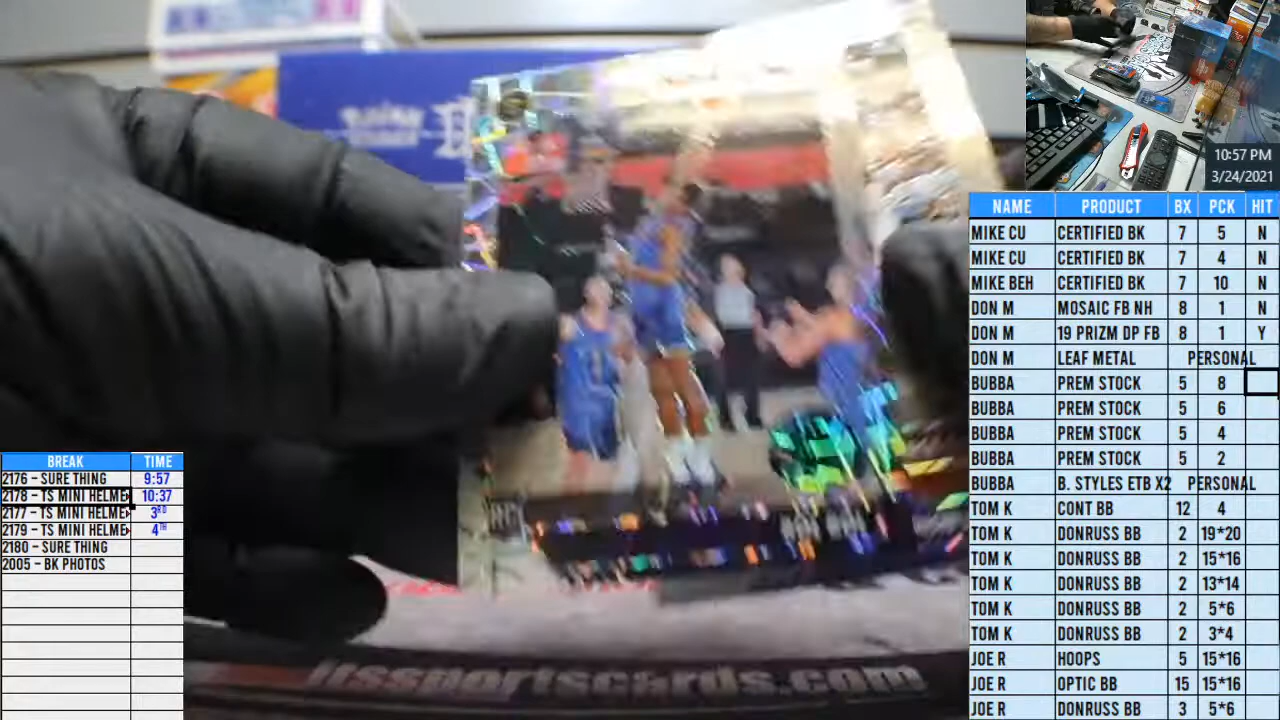 10:57 PM
3/24/2021
NAME PRODUCT BX PCK HIT
MIKE CU CERTIFIED BK 7 5 N
MIKE CU CERTIFIED BK 7 4 N
MIKE BEH CERTIFIED BK 7 10 N
DON M MOSAIC FB NH 8 1 N
DON M 19 PRIZM DP FB 8 1 Y
DON M LEAF METAL PERSONAL
BUBBA PREM STOCK 5 8
BUBBA PREM STOCK 5 6
BUBBA PREM STOCK 5 4
BUBBA PREM STOCK 5 2
BUBBA B. STYLES ETB X2 PERSONAL
TOM K CONT BB 12 4
TOM K DONRUSS BB 2 19*20
TOM K DONRUSS BB 2 15*16
TOM K DONRUSS BB 2 13*14
TOM K DONRUSS BB 2 5*6
TOM K DONRUSS BB 2 3*4
JOE R HOOPS 5 15*16
JOE R OPTIC BB 15 15*16
JOE R DONRUSS BB 3 5*6
BREAK TIME
2176 – SURE THING 9:57
2178 – TS MINI HELME 10:37
2177 – TS MINI HELME 3RD
2179 – TS MINI HELME 4TH
2180 – SURE THING
2005 – BK PHOTOS
jcsportscards.com